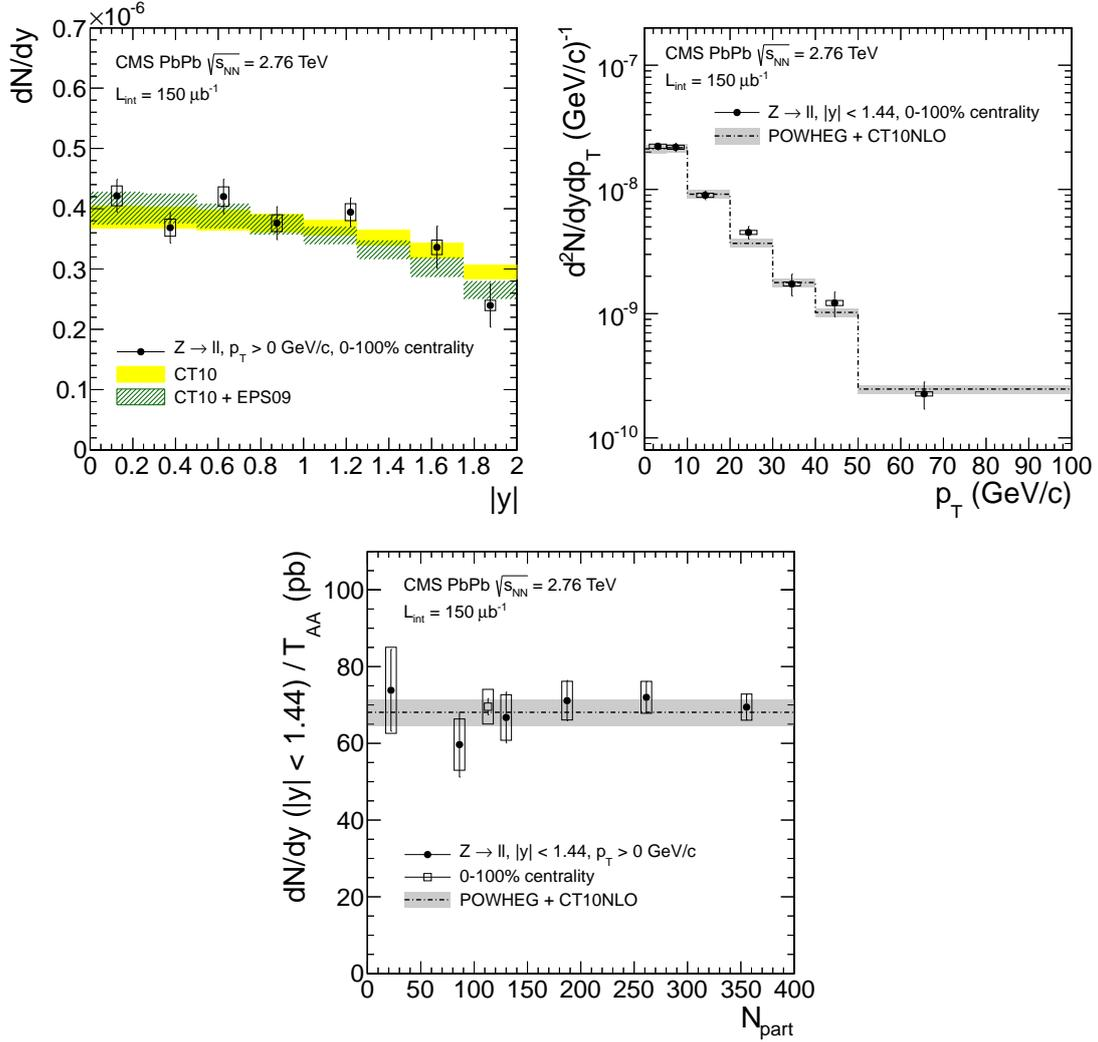 ×10⁻⁶
dN/dy
0.7
0.6
0.5
0.4
0.3
0.2
0.1
0
CMS PbPb √s_NN = 2.76 TeV
L_int = 150 μb⁻¹
Z → ll, p_T > 0 GeV/c, 0-100% centrality
CT10
CT10 + EPS09
0 0.2 0.4 0.6 0.8 1 1.2 1.4 1.6 1.8 2
|y|
d²N/dydp_T (GeV/c)⁻¹
10⁻⁷
10⁻⁸
10⁻⁹
10⁻¹⁰
CMS PbPb √s_NN = 2.76 TeV
L_int = 150 μb⁻¹
Z → ll, |y| < 1.44, 0-100% centrality
POWHEG + CT10NLO
0 10 20 30 40 50 60 70 80 90 100
p_T (GeV/c)
dN/dy (|y| < 1.44) / T_AA (pb)
100
80
60
40
20
0
CMS PbPb √s_NN = 2.76 TeV
L_int = 150 μb⁻¹
Z → ll, |y| < 1.44, p_T > 0 GeV/c
0-100% centrality
POWHEG + CT10NLO
0 50 100 150 200 250 300 350 400
N_part